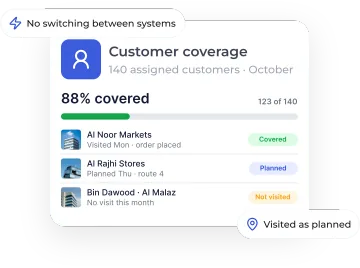 No switching between systems
Customer coverage
140 assigned customers · October
88% covered
123 of 140
Al Noor Markets
Visited Mon · order placed
Covered
Al Rajhi Stores
Planned Thu · route 4
Planned
Bin Dawood · Al Malaz
No visit this month
Not visited
Visited as planned